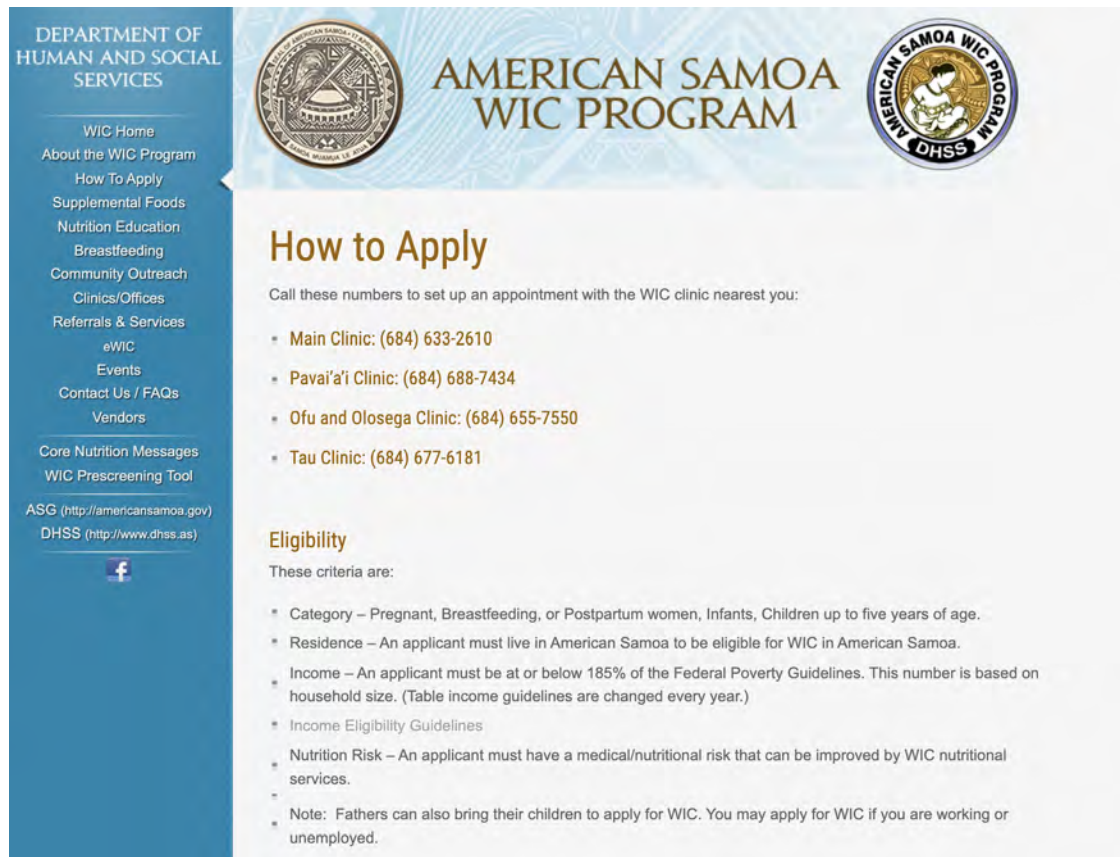 DEPARTMENT OF
HUMAN AND SOCIAL
SERVICES
WIC Home
About the WIC Program
How To Apply
Supplemental Foods
Nutrition Education
Breastfeeding
Community Outreach
Clinics/Offices
Referrals & Services
eWIC
Events
Contact Us / FAQs
Vendors
Core Nutrition Messages
WIC Prescreening Tool
ASG (http://americansamoa.gov)
DHSS (http://www.dhss.as)
f
SEAL OF AMERICAN SAMOA • 17 APRIL
SAMOA MUAMUA LE ATUA
AMERICAN SAMOA
WIC PROGRAM
AMERICAN SAMOA WIC PROGRAM
DHSS
How to Apply
Call these numbers to set up an appointment with the WIC clinic nearest you:
Main Clinic: (684) 633-2610
Pavai’a’i Clinic: (684) 688-7434
Ofu and Olosega Clinic: (684) 655-7550
Tau Clinic: (684) 677-6181
Eligibility
These criteria are:
Category – Pregnant, Breastfeeding, or Postpartum women, Infants, Children up to five years of age.
Residence – An applicant must live in American Samoa to be eligible for WIC in American Samoa.
Income – An applicant must be at or below 185% of the Federal Poverty Guidelines. This number is based on
household size. (Table income guidelines are changed every year.)
Income Eligibility Guidelines
Nutrition Risk – An applicant must have a medical/nutritional risk that can be improved by WIC nutritional
services.
Note:  Fathers can also bring their children to apply for WIC. You may apply for WIC if you are working or
unemployed.